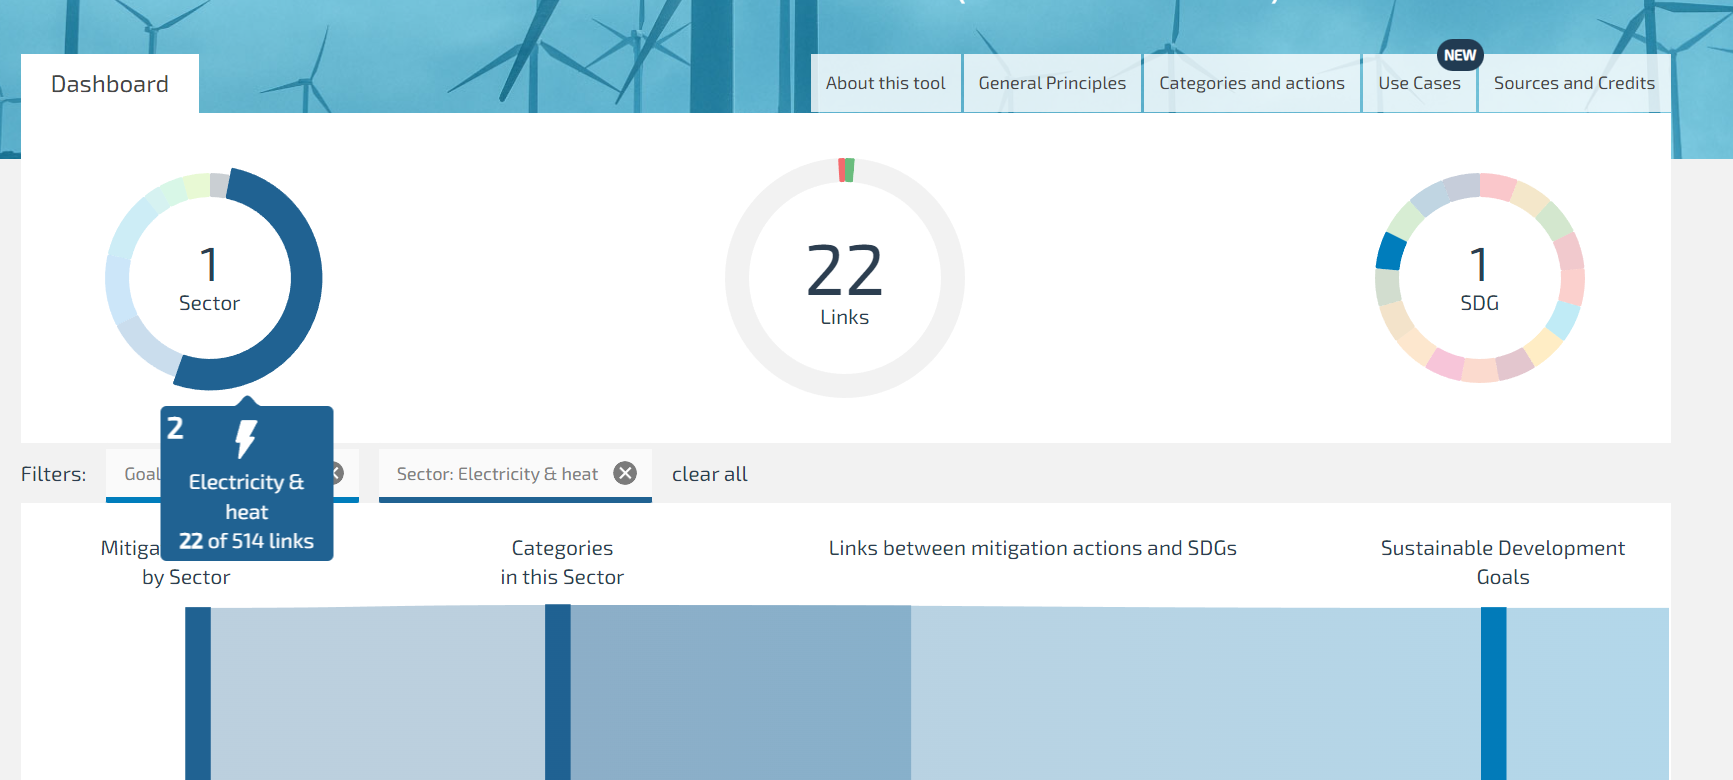 NEW
Dashboard
About this tool
General Principles
Categories and actions
Use Cases
Sources and Credits
1
Sector
22
Links
1
SDG
2
Electricity &
heat
22 of 514 links
Filters:
Goal
Sector: Electricity & heat
clear all
by Sector
Categories
in this Sector
Links between mitigation actions and SDGs
Sustainable Development
Goals